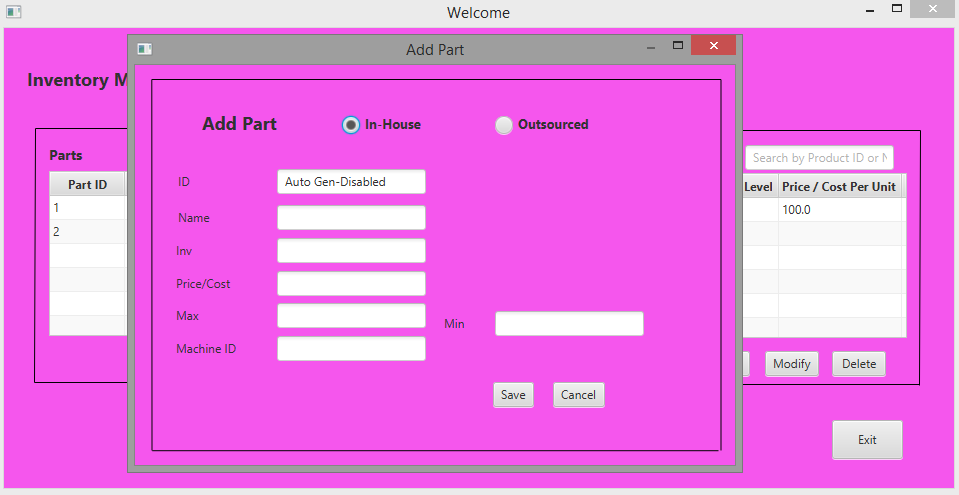 Welcome
Add Part
Inventory M
Add Part In-House Outsourced
Parts
Search by Product ID or N
Part ID
Level Price / Cost Per Unit
ID Auto Gen-Disabled
1
100.0
Name
2
Inv
Price/Cost
Max
Min
Machine ID
Modify Delete
Save Cancel
Exit